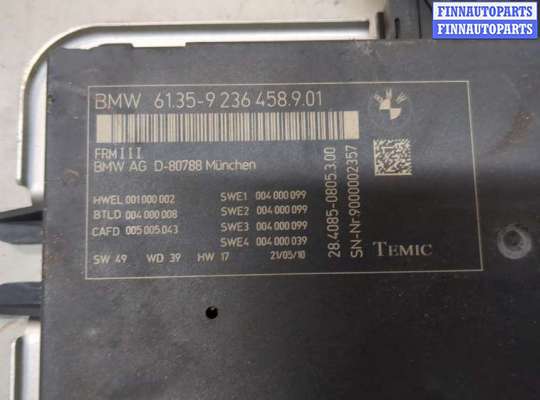 FINNAUTOPARTS
FINNAUTOPARTS
BMW 61.35-9 236 458.9.01
FRM III
BMW AG D-80788 München
HWEL 001 000 002
BTLD 004 000 008
CAFD 005 005 043
SWE1 004 000 099
SWE2 004 000 099
SWE3 004 000 099
SWE4 004 000 039
SW 49 WD 39 HW 17 21/05/10
28.4085-0805.3.00
SN-Nr.9000002357
TEMIC